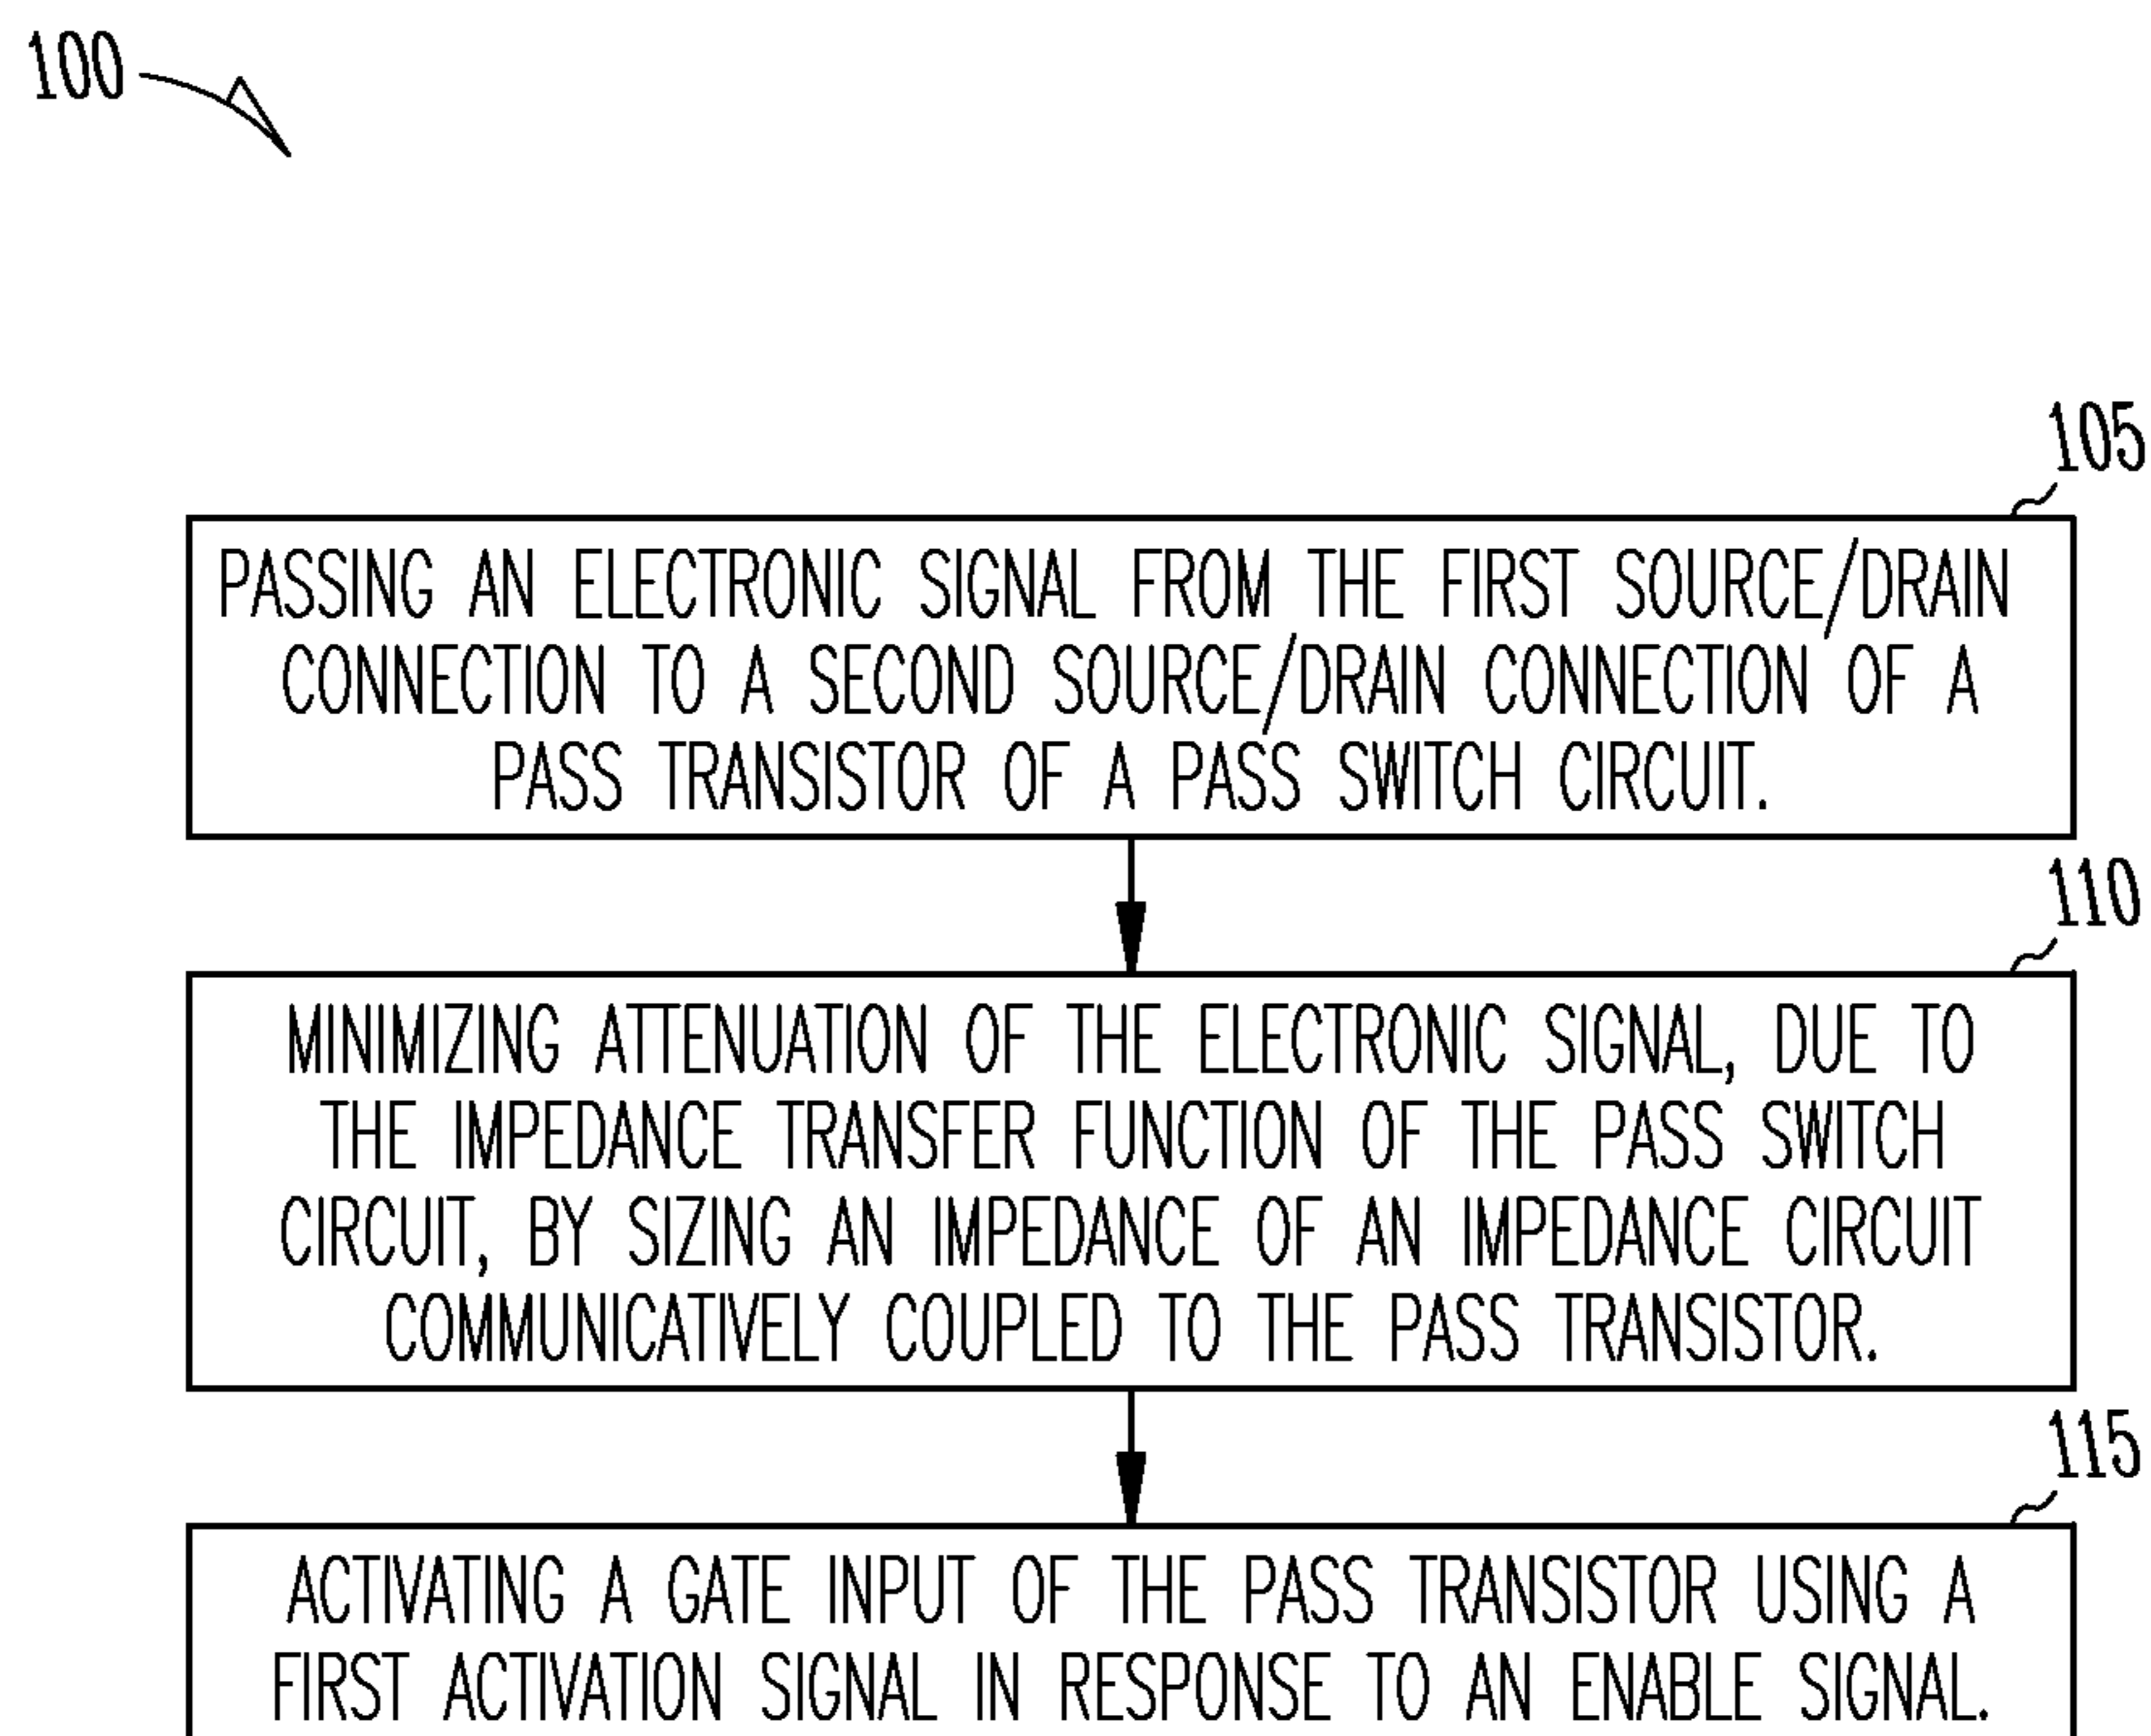 100
105
PASSING AN ELECTRONIC SIGNAL FROM THE FIRST SOURCE/DRAIN
CONNECTION TO A SECOND SOURCE/DRAIN CONNECTION OF A
PASS TRANSISTOR OF A PASS SWITCH CIRCUIT.
110
MINIMIZING ATTENUATION OF THE ELECTRONIC SIGNAL, DUE TO
THE IMPEDANCE TRANSFER FUNCTION OF THE PASS SWITCH
CIRCUIT, BY SIZING AN IMPEDANCE OF AN IMPEDANCE CIRCUIT
COMMUNICATIVELY COUPLED TO THE PASS TRANSISTOR.
115
ACTIVATING A GATE INPUT OF THE PASS TRANSISTOR USING A
FIRST ACTIVATION SIGNAL IN RESPONSE TO AN ENABLE SIGNAL.